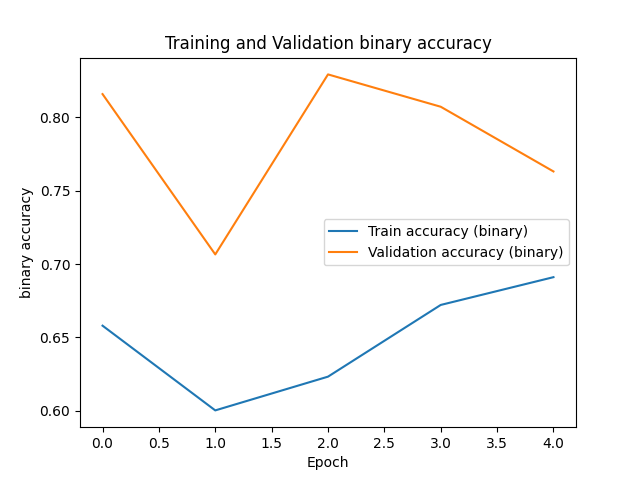 Training and Validation binary accuracy
binary accuracy
0.80
0.75
0.70
0.65
0.60
Train accuracy (binary)
Validation accuracy (binary)
0.0 0.5 1.0 1.5 2.0 2.5 3.0 3.5 4.0
Epoch